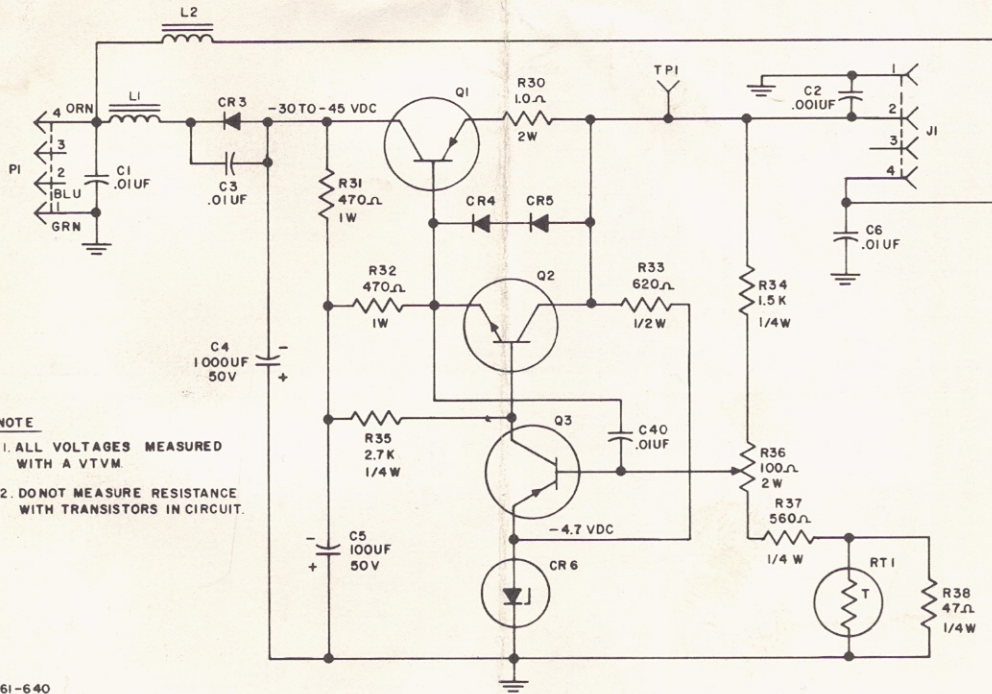 L2
L1
ORN
4
3
2
BLU
1
GRN
P1
C1
.01UF
CR3
C3
.01UF
-30 TO -45 VDC
Q1
R30
1.0Ω
2W
TP1
C2
.001UF
1
2
3
4
J1
C6
.01UF
R31
470Ω
1W
CR4
CR5
R32
470Ω
1W
Q2
R33
620Ω
1/2W
R34
1.5K
1/4W
C4
1000UF
50V
-
+
R35
2.7K
1/4W
Q3
C40
.01UF
R36
100Ω
2W
R37
560Ω
1/4W
-4.7 VDC
C5
100UF
50V
-
+
CR6
RT1
T
R38
47Ω
1/4W
NOTE
1. ALL VOLTAGES MEASURED
WITH A VTVM.
2. DO NOT MEASURE RESISTANCE
WITH TRANSISTORS IN CIRCUIT.
61-640